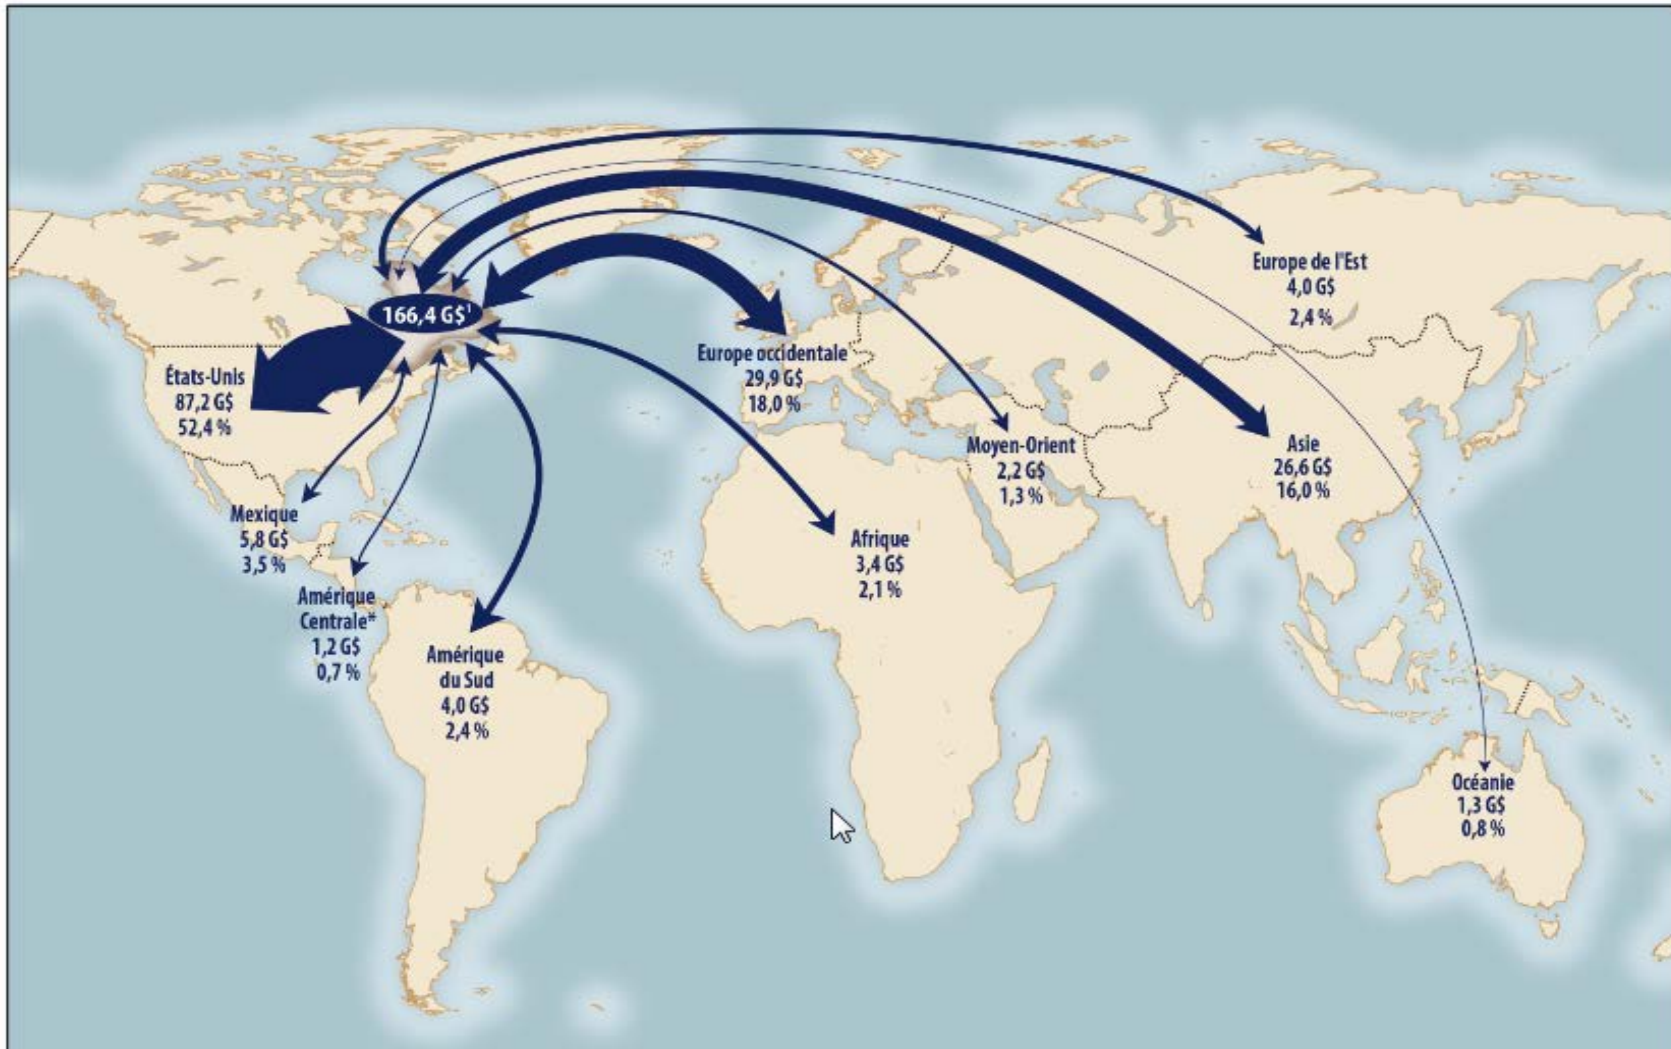 166,4 G$¹
États-Unis
87,2 G$
52,4 %
Mexique
5,8 G$
3,5 %
Amérique
Centrale*
1,2 G$
0,7 %
Amérique
du Sud
4,0 G$
2,4 %
Europe occidentale
29,9 G$
18,0 %
Afrique
3,4 G$
2,1 %
Moyen-Orient
2,2 G$
1,3 %
Europe de l'Est
4,0 G$
2,4 %
Asie
26,6 G$
16,0 %
Océanie
1,3 G$
0,8 %